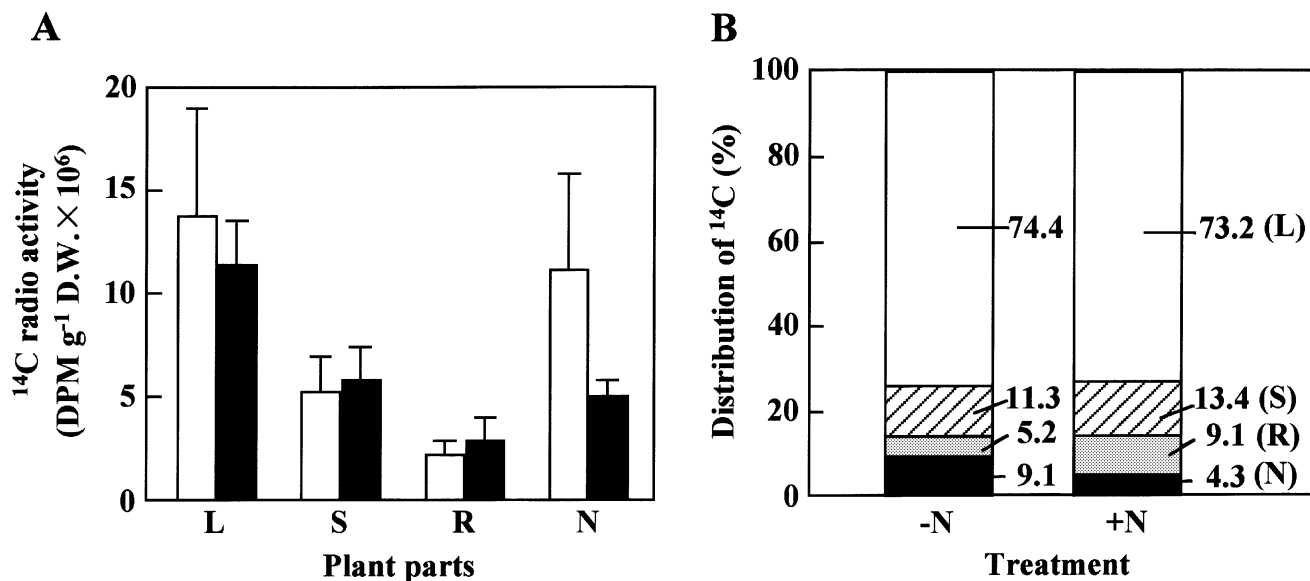 A
20
15
10
5
0
¹⁴C radio activity
(DPM g⁻¹ D.W. × 10⁶)
L S R N
Plant parts
B
100
80
60
40
20
0
Distribution of ¹⁴C (%)
74.4
11.3
5.2
9.1
73.2 (L)
13.4 (S)
9.1 (R)
4.3 (N)
-N +N
Treatment